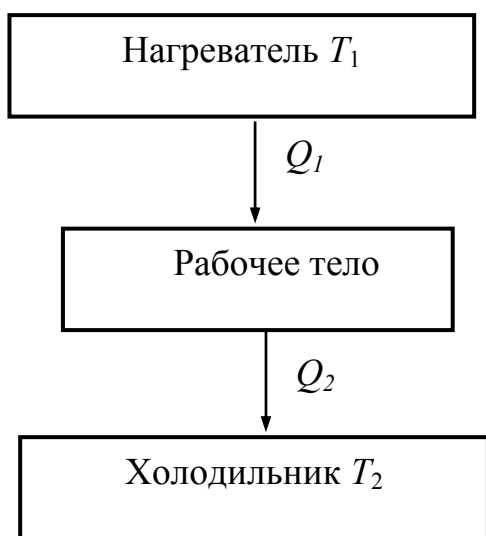 Нагреватель T₁
Q₁
Рабочее тело
Q₂
Холодильник T₂